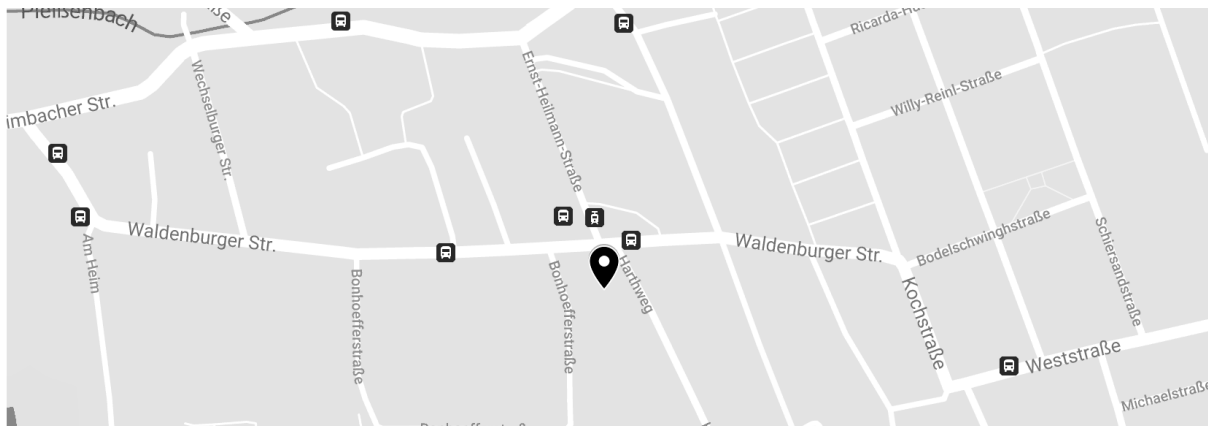 Pleißenbach
Ricarda-Hu
imbacher Str.
Wechselburger Str.
Ernst-Heilmann-Straße
Willy-Reinl-Straße
Waldenburger Str.
Am Heim
Waldenburger Str.
Bodelschwinghstraße
Schiersandstraße
Bonhoefferstraße
Bonhoefferstraße
Harthweg
Kochstraße
Weststraße
Michaelstraße